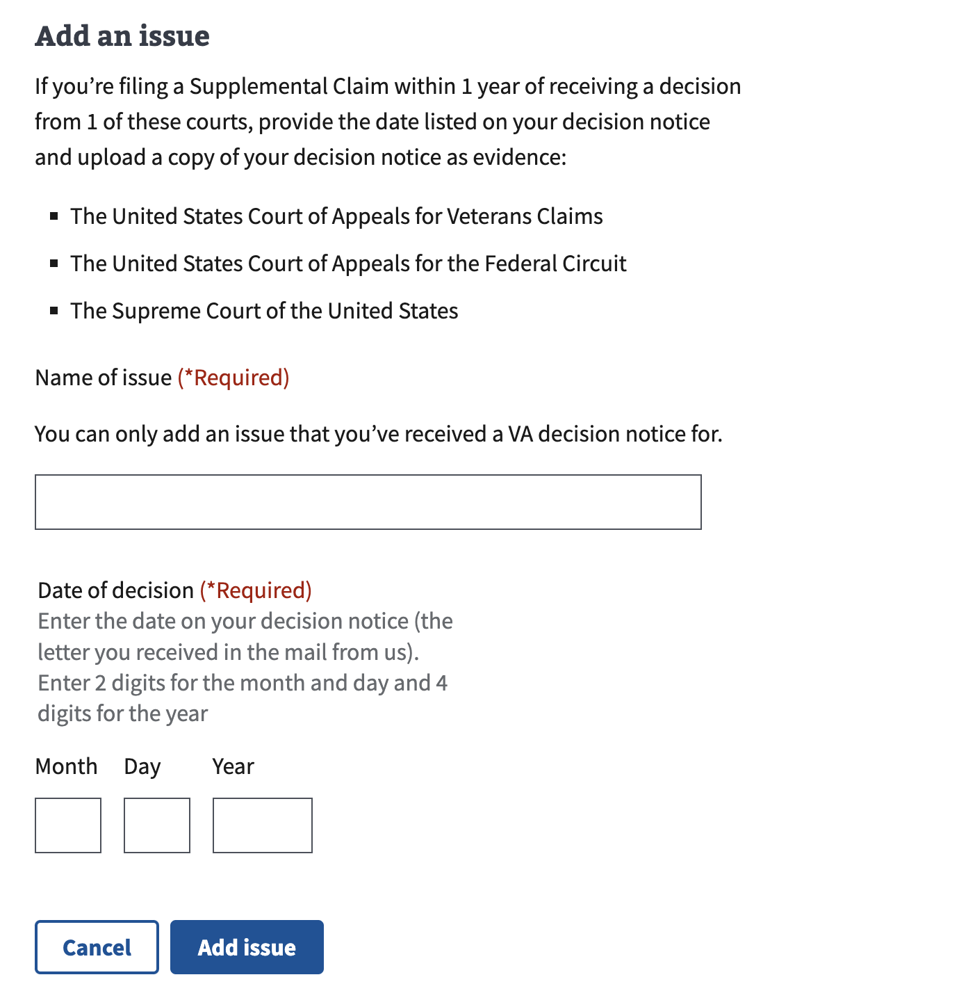 Add an issue
If you’re filing a Supplemental Claim within 1 year of receiving a decision
from 1 of these courts, provide the date listed on your decision notice
and upload a copy of your decision notice as evidence:
▪ The United States Court of Appeals for Veterans Claims
▪ The United States Court of Appeals for the Federal Circuit
▪ The Supreme Court of the United States
Name of issue (*Required)
You can only add an issue that you’ve received a VA decision notice for.
Date of decision (*Required)
Enter the date on your decision notice (the
letter you received in the mail from us).
Enter 2 digits for the month and day and 4
digits for the year
Month Day Year
Cancel Add issue